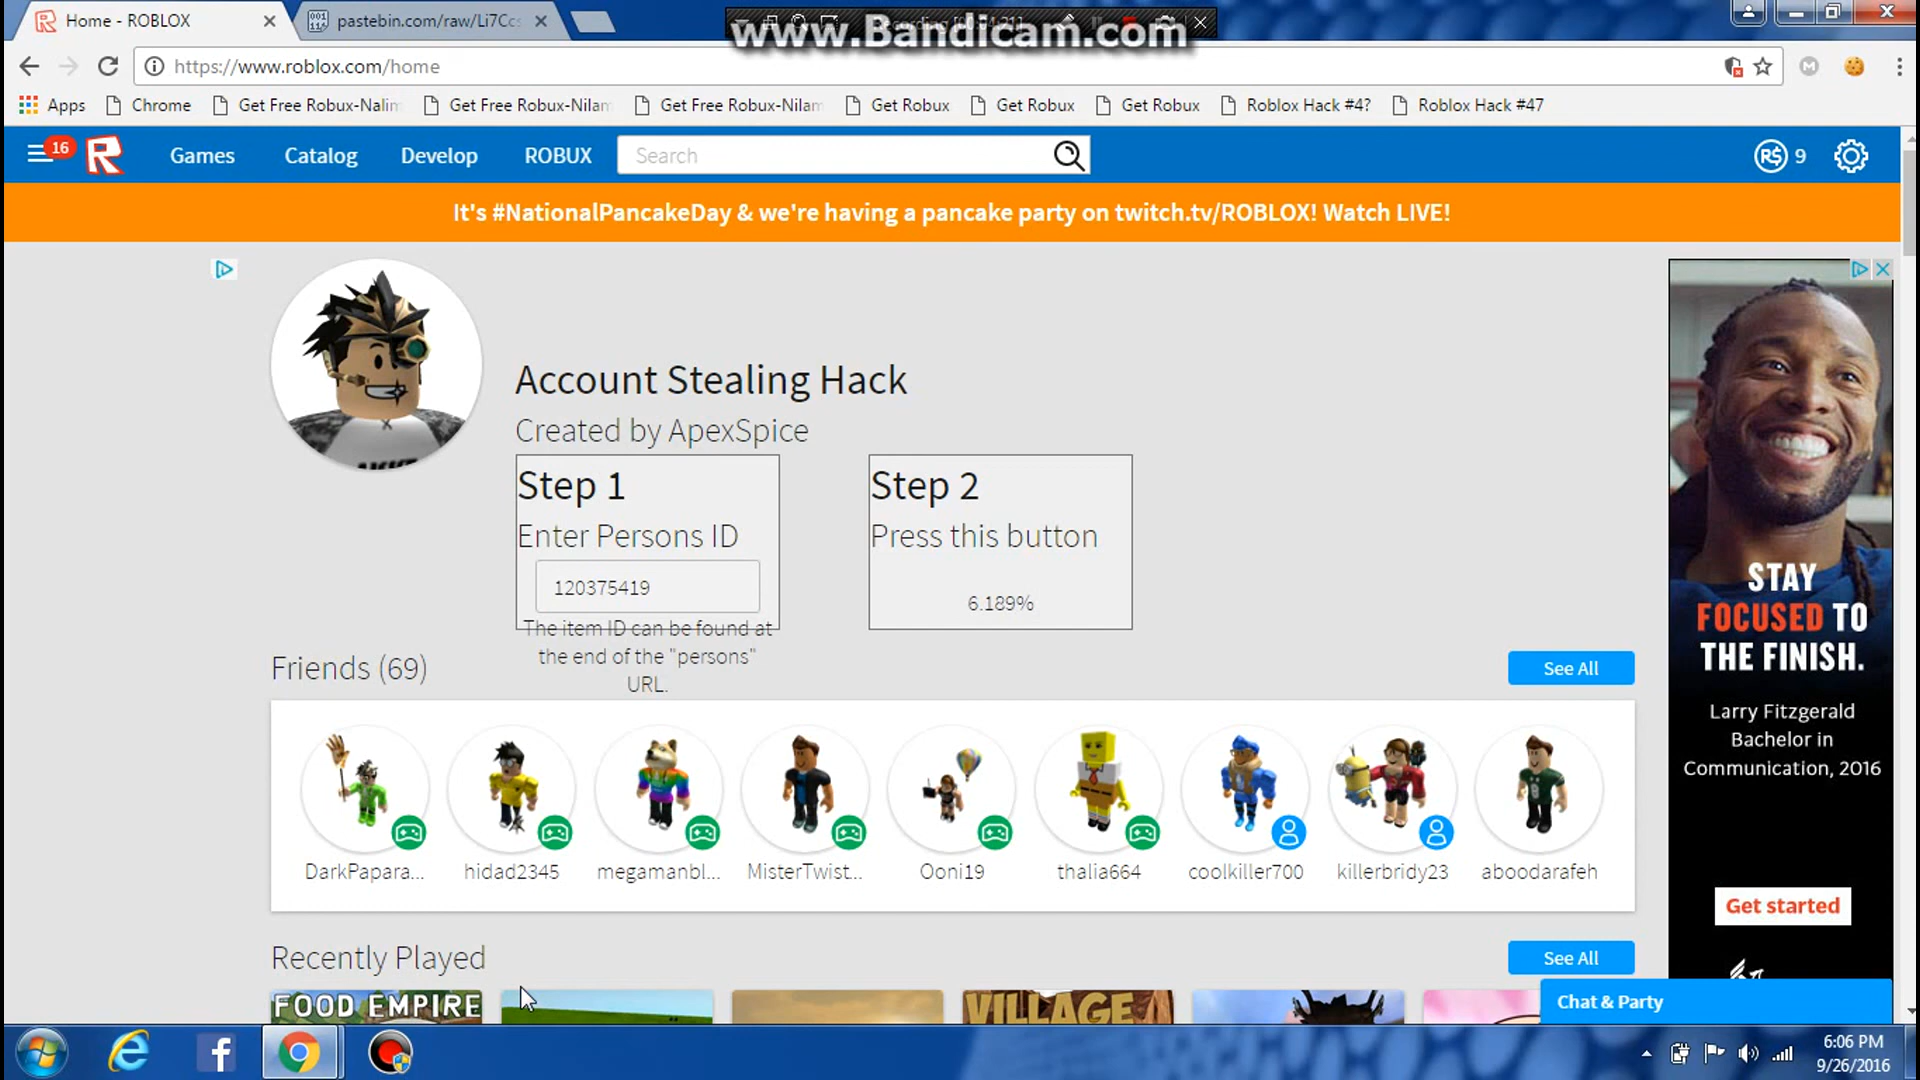 Home - ROBLOX
pastebin.com/raw/Li7Ccs
www.Bandicam.com
https://www.roblox.com/home
Apps Chrome Get Free Robux-Nalim Get Free Robux-Nilam Get Free Robux-Nilam Get Robux Get Robux Get Robux Roblox Hack #4? Roblox Hack #47
16 R Games Catalog Develop ROBUX Search R$ 9
It's #NationalPancakeDay & we're having a pancake party on twitch.tv/ROBLOX! Watch LIVE!
Account Stealing Hack
Created by ApexSpice
Step 1
Enter Persons ID
120375419
The item ID can be found at
the end of the "persons"
URL.
Step 2
Press this button
6.189%
Friends (69)
See All
DarkPapara... hidad2345 megamanbl... MisterTwist... Ooni19 thalia664 coolkiller700 killerbridy23 aboodarafeh
Recently Played
See All
FOOD EMPIRE
VILLAGE
STAY
FOCUSED TO
THE FINISH.
Larry Fitzgerald
Bachelor in
Communication, 2016
Get started
Chat & Party
6:06 PM
9/26/2016